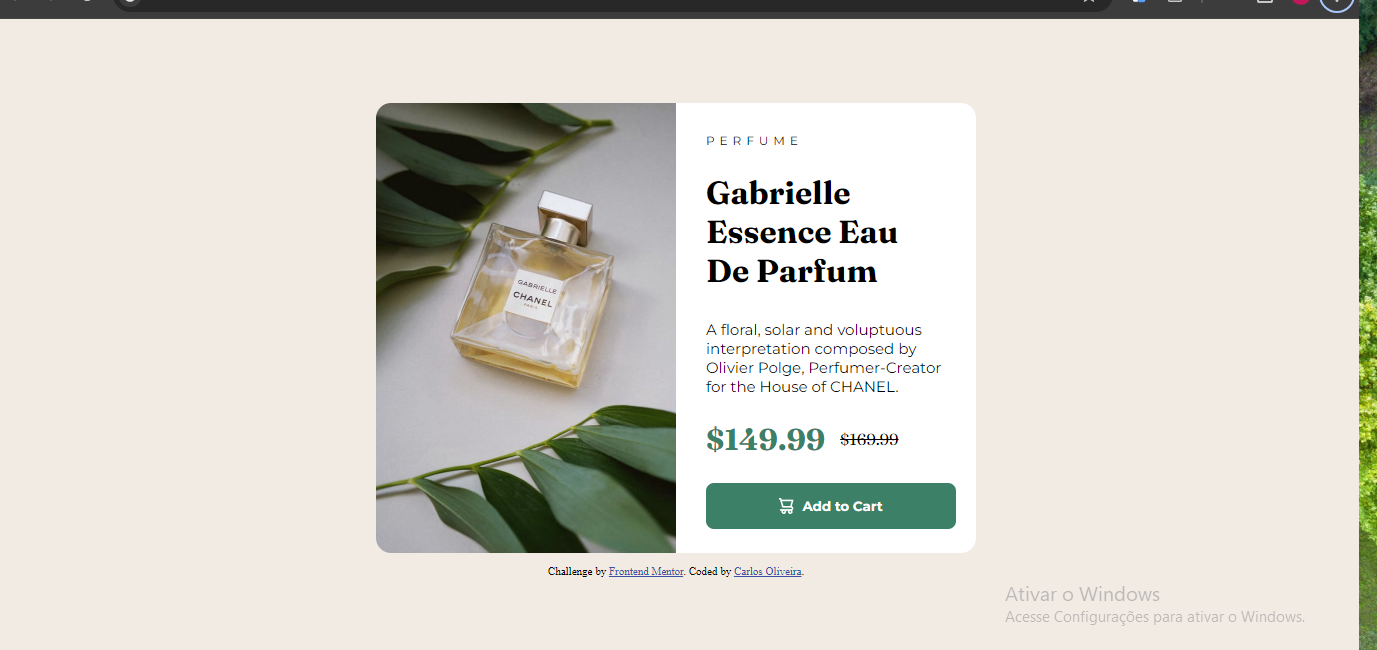 PERFUME
Gabrielle
Essence Eau
De Parfum
A floral, solar and voluptuous
interpretation composed by
Olivier Polge, Perfumer-Creator
for the House of CHANEL.
$149.99 $169.99
Add to Cart
GABRIELLE
CHANEL
PARIS
Challenge by Frontend Mentor. Coded by Carlos Oliveira.
Ativar o Windows
Acesse Configurações para ativar o Windows.